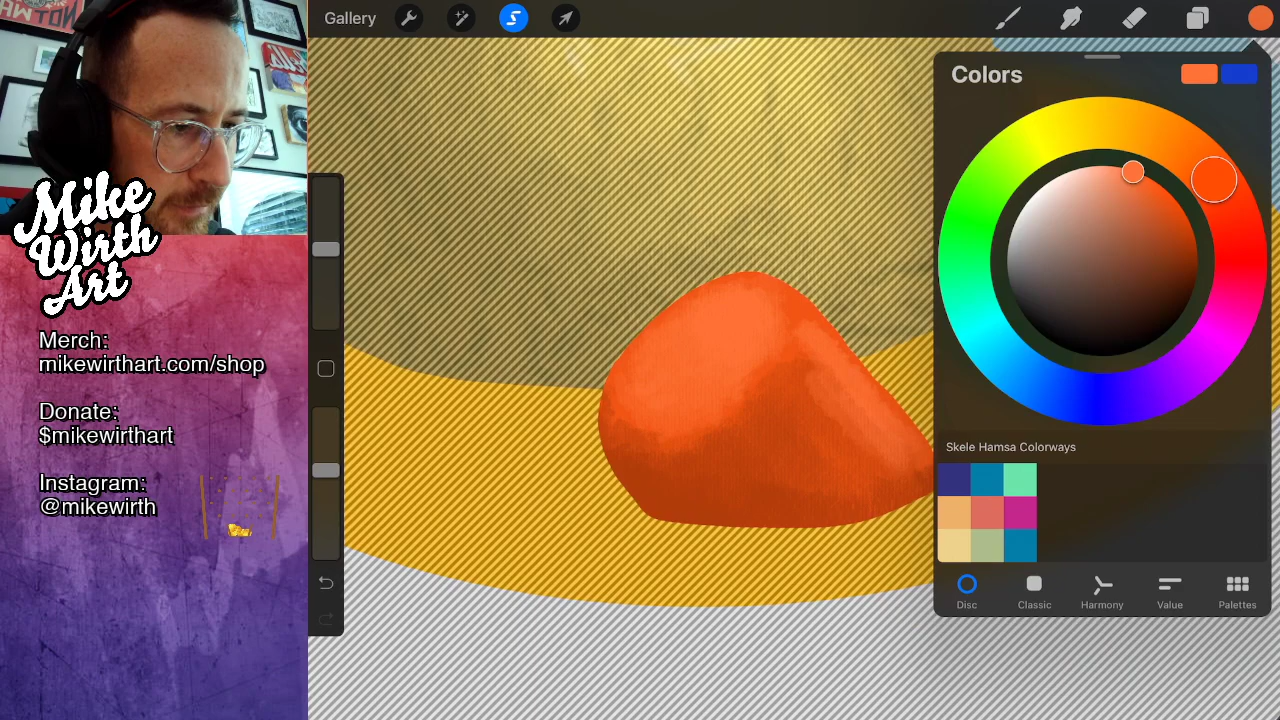 Gallery
Colors
Mike
Wirth
Art
Merch:
mikewirthart.com/shop
Donate:
$mikewirthart
Instagram:
@mikewirth
Skele Hamsa Colorways
Disc
Classic
Harmony
Value
Palettes